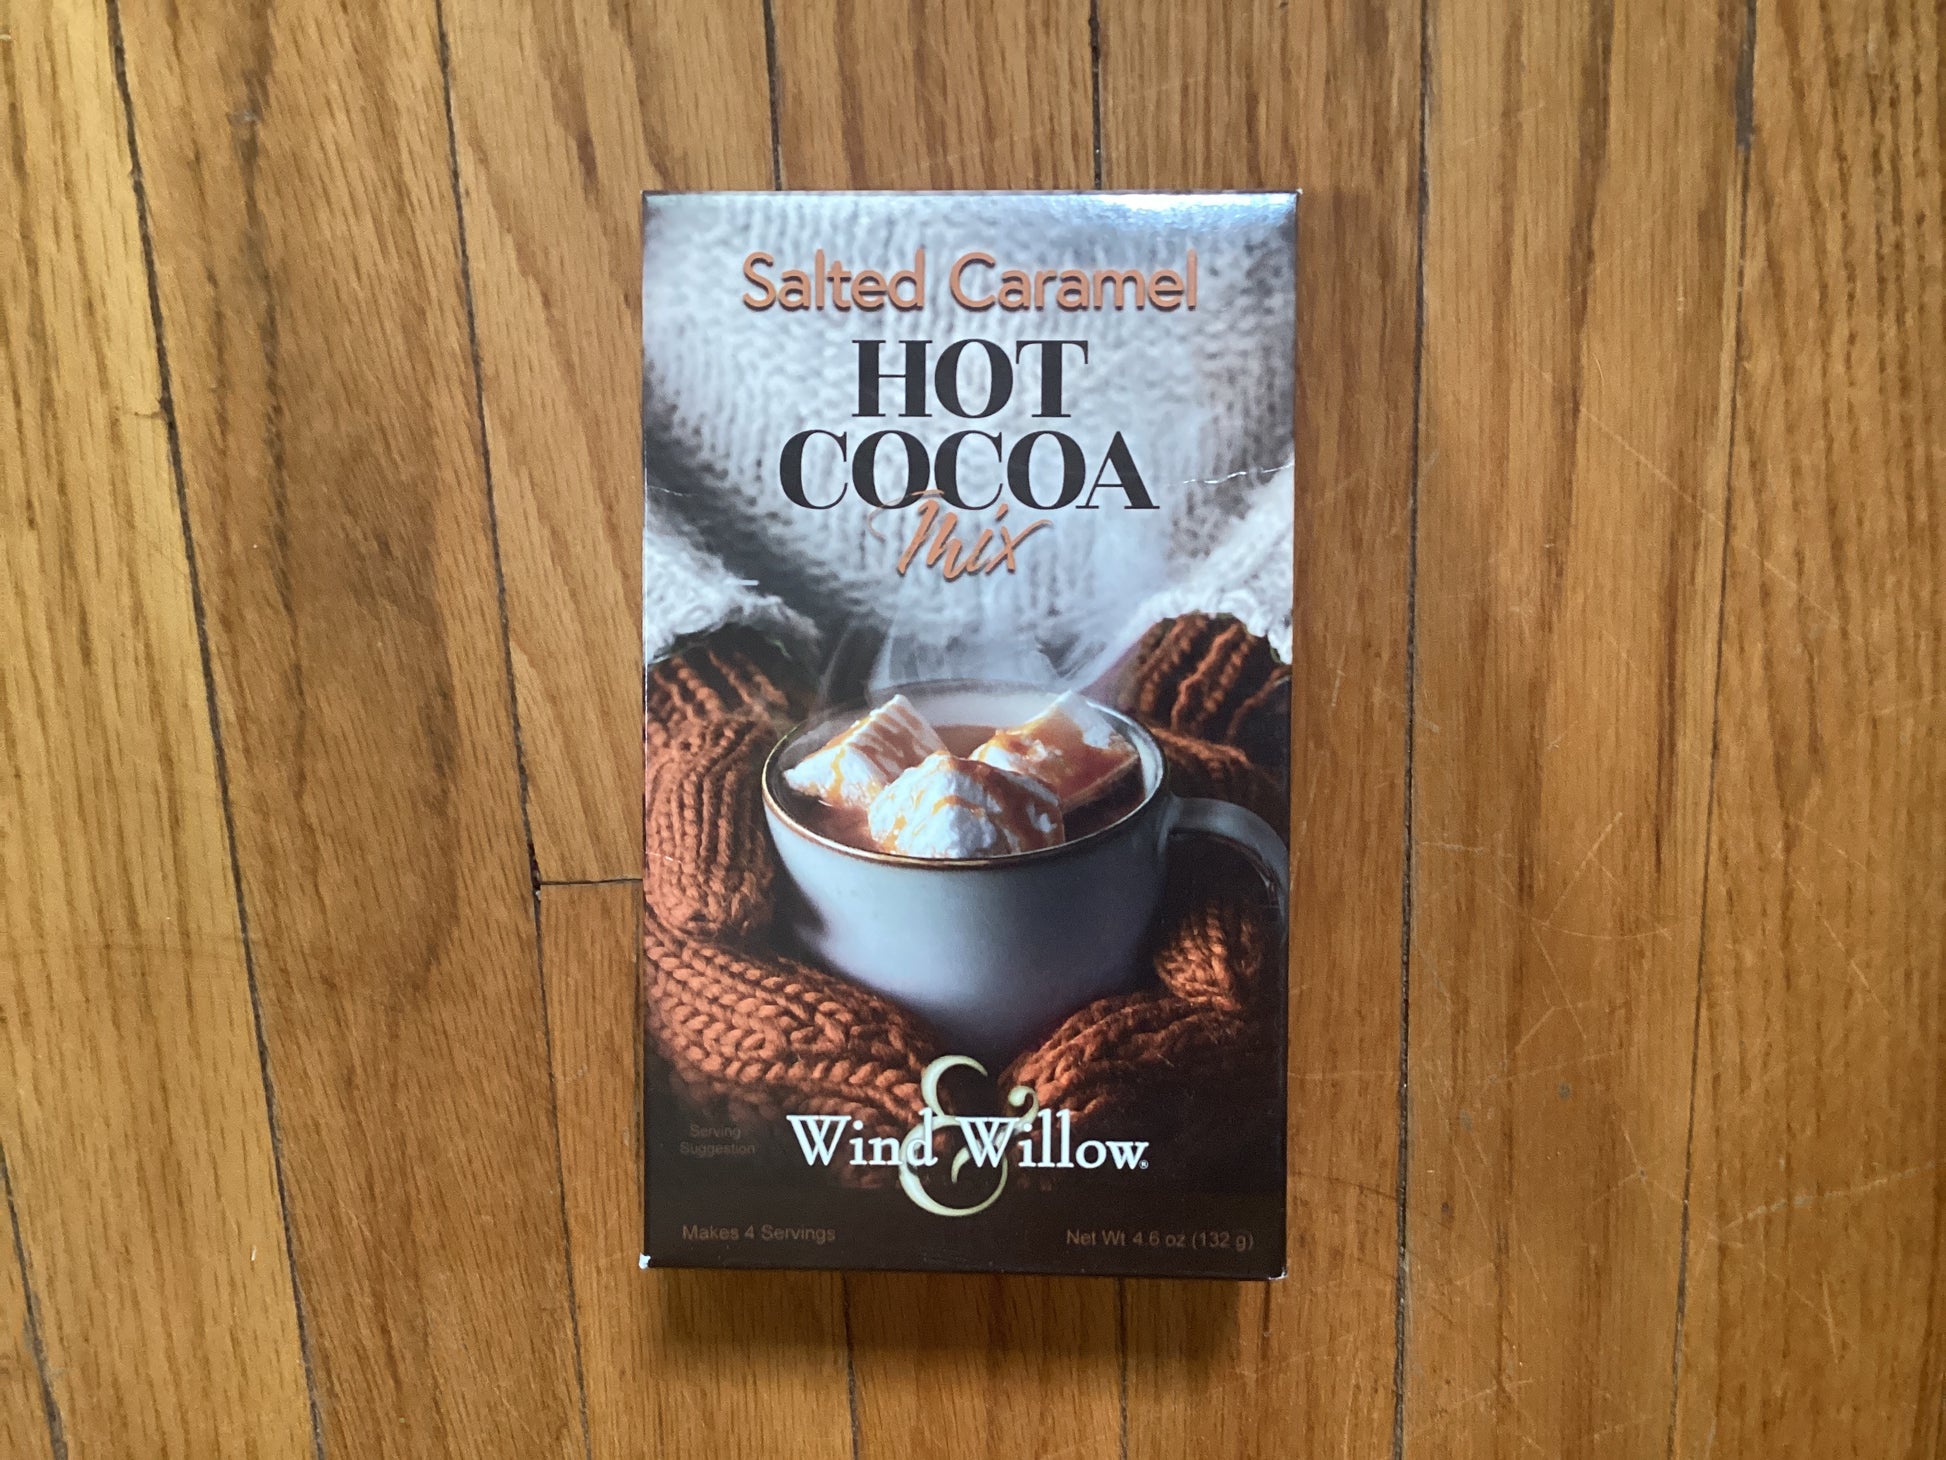 Salted Caramel
HOT
COCOA
Mix
Serving
Suggestion
Wind & Willow®
Makes 4 Servings
Net Wt 4.6 oz (132 g)